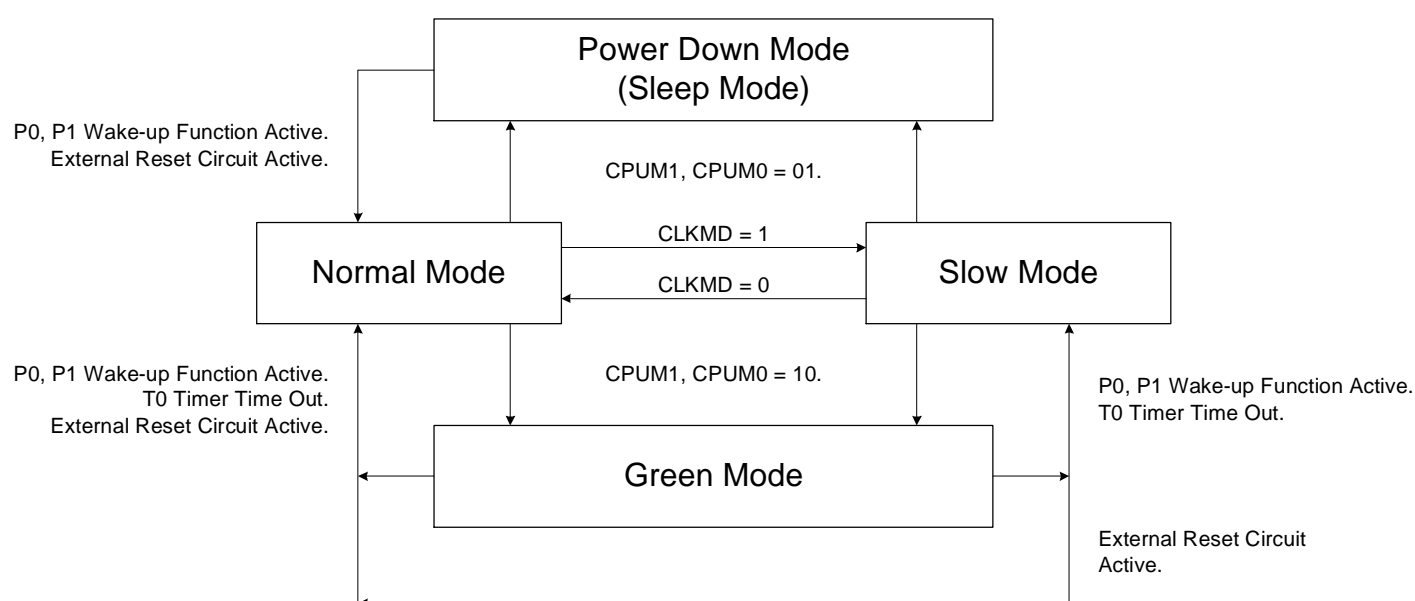 Power Down Mode
(Sleep Mode)
P0, P1 Wake-up Function Active.
External Reset Circuit Active.
CPUM1, CPUM0 = 01.
CLKMD = 1
Normal Mode
Slow Mode
CLKMD = 0
P0, P1 Wake-up Function Active.
T0 Timer Time Out.
External Reset Circuit Active.
CPUM1, CPUM0 = 10.
P0, P1 Wake-up Function Active.
T0 Timer Time Out.
Green Mode
External Reset Circuit
Active.